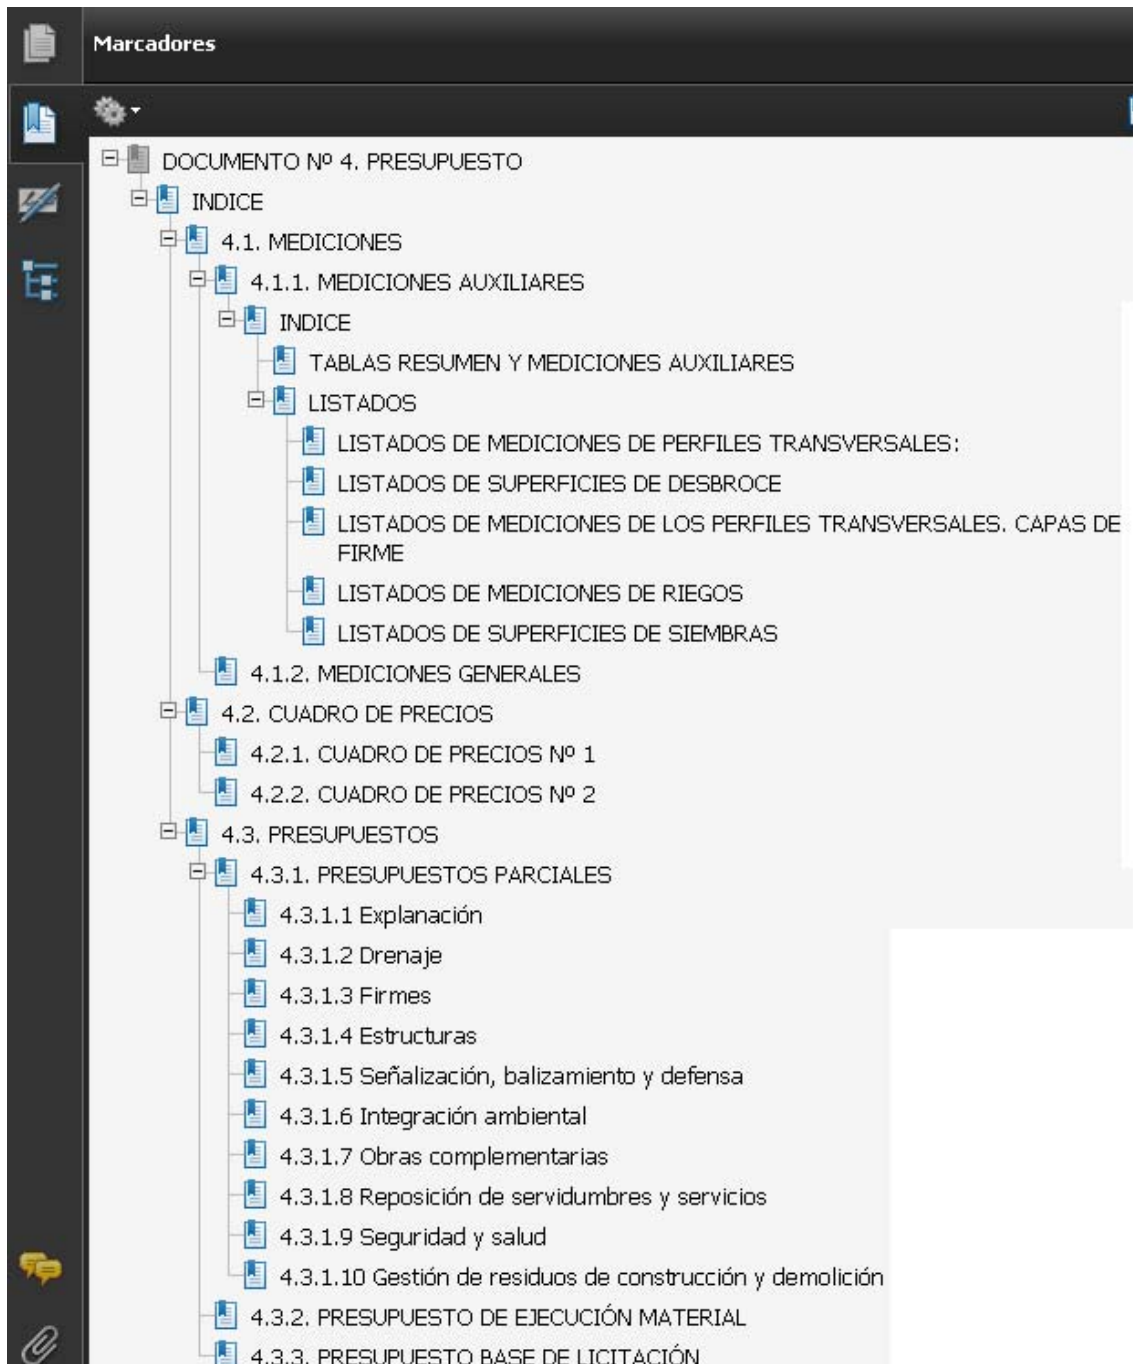 Marcadores
DOCUMENTO Nº 4. PRESUPUESTO
INDICE
4.1. MEDICIONES
4.1.1. MEDICIONES AUXILIARES
INDICE
TABLAS RESUMEN Y MEDICIONES AUXILIARES
LISTADOS
LISTADOS DE MEDICIONES DE PERFILES TRANSVERSALES:
LISTADOS DE SUPERFICIES DE DESBROCE
LISTADOS DE MEDICIONES DE LOS PERFILES TRANSVERSALES. CAPAS DE
FIRME
LISTADOS DE MEDICIONES DE RIEGOS
LISTADOS DE SUPERFICIES DE SIEMBRAS
4.1.2. MEDICIONES GENERALES
4.2. CUADRO DE PRECIOS
4.2.1. CUADRO DE PRECIOS Nº 1
4.2.2. CUADRO DE PRECIOS Nº 2
4.3. PRESUPUESTOS
4.3.1. PRESUPUESTOS PARCIALES
4.3.1.1 Explanación
4.3.1.2 Drenaje
4.3.1.3 Firmes
4.3.1.4 Estructuras
4.3.1.5 Señalización, balizamiento y defensa
4.3.1.6 Integración ambiental
4.3.1.7 Obras complementarias
4.3.1.8 Reposición de servidumbres y servicios
4.3.1.9 Seguridad y salud
4.3.1.10 Gestión de residuos de construcción y demolición
4.3.2. PRESUPUESTO DE EJECUCIÓN MATERIAL
4.3.3. PRESUPUESTO BASE DE LICITACIÓN